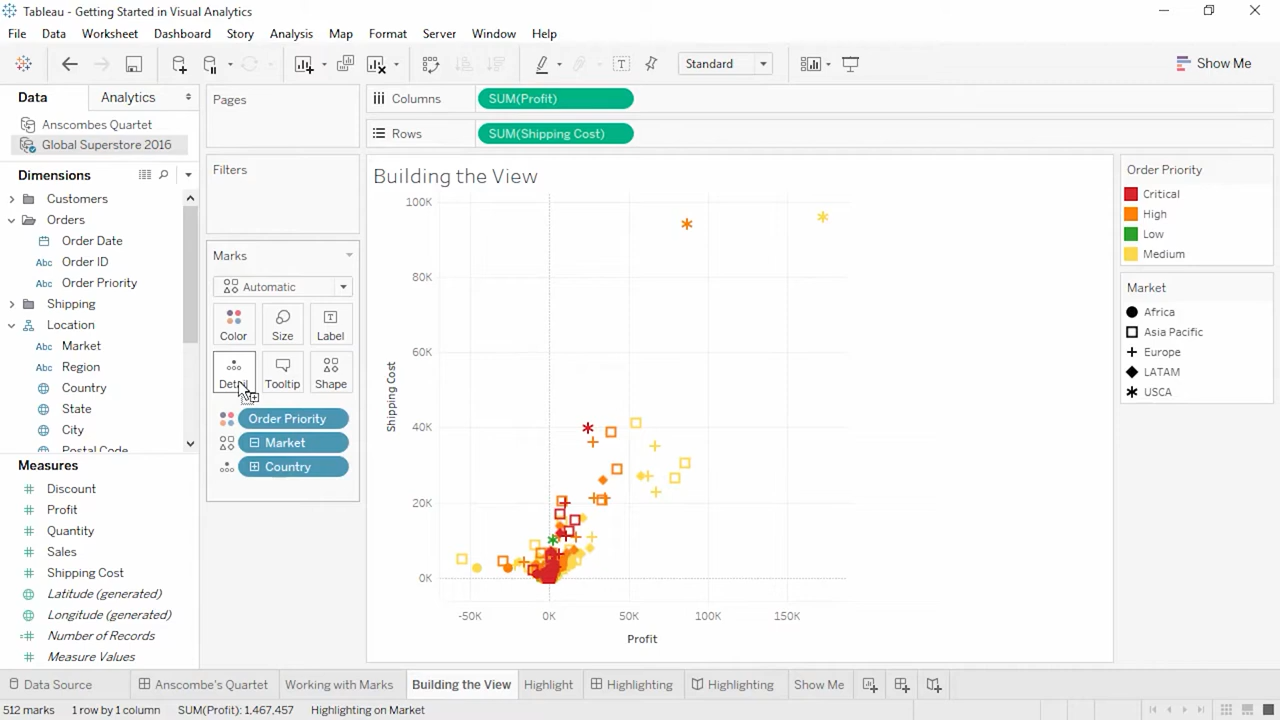 Tableau - Getting Started in Visual Analytics
File Data Worksheet Dashboard Story Analysis Map Format Server Window Help
Standard
Show Me
Data Analytics
Anscombes Quartet
Global Superstore 2016
Dimensions
Customers
Orders
Order Date
Abc Order ID
Abc Order Priority
Shipping
Location
Abc Market
Abc Region
Country
State
City
Postal Code
Measures
Discount
Profit
Quantity
Sales
Shipping Cost
Latitude (generated)
Longitude (generated)
Number of Records
Measure Values
Pages
Filters
Marks
Automatic
Color Size Label
Detail Tooltip Shape
Order Priority
Market
Country
Columns SUM(Profit)
Rows SUM(Shipping Cost)
Building the View
100K
80K
60K
40K
20K
0K
Shipping Cost
-50K 0K 50K 100K 150K
Profit
Order Priority
Critical
High
Low
Medium
Market
Africa
Asia Pacific
Europe
LATAM
USCA
Data Source Anscombe's Quartet Working with Marks Building the View Highlight Highlighting Highlighting Show Me
512 marks 1 row by 1 column SUM(Profit): 1,467,457 Highlighting on Market